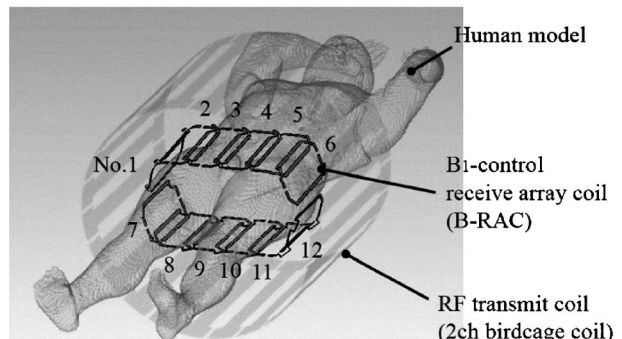 Human model
2 3 4 5
6
No.1
B1-control
receive array coil
(B-RAC)
7
8 9 10 11 12
RF transmit coil
(2ch birdcage coil)